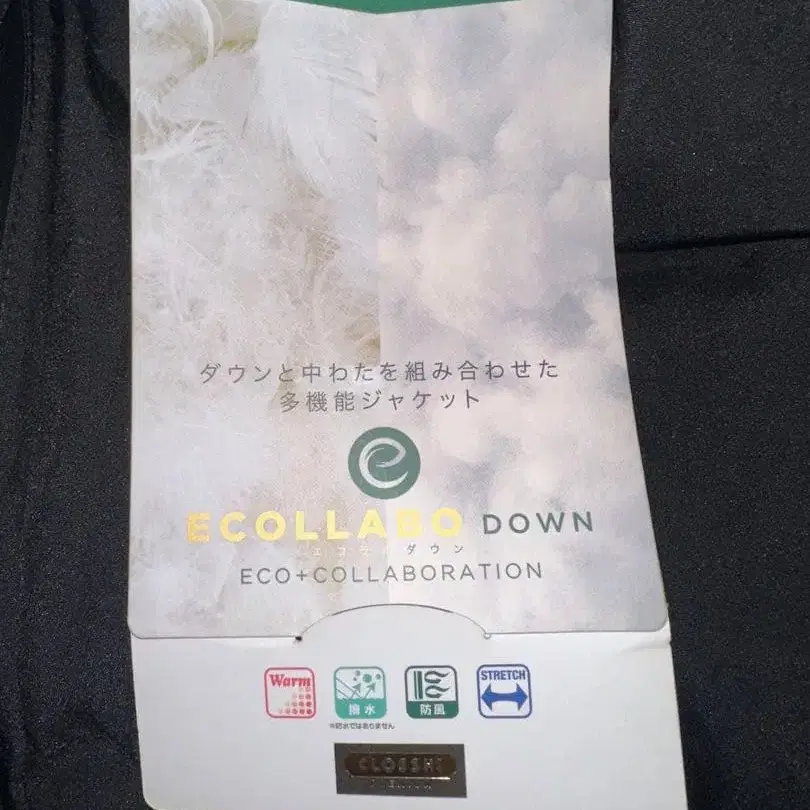 ダウンと中わたを組み合わせた
多機能ジャケット
ECOLLABO DOWN
エコラボダウン
ECO+COLLABORATION
Warm
撥水
防風
STRETCH
※防水ではありません
CLOSSHI